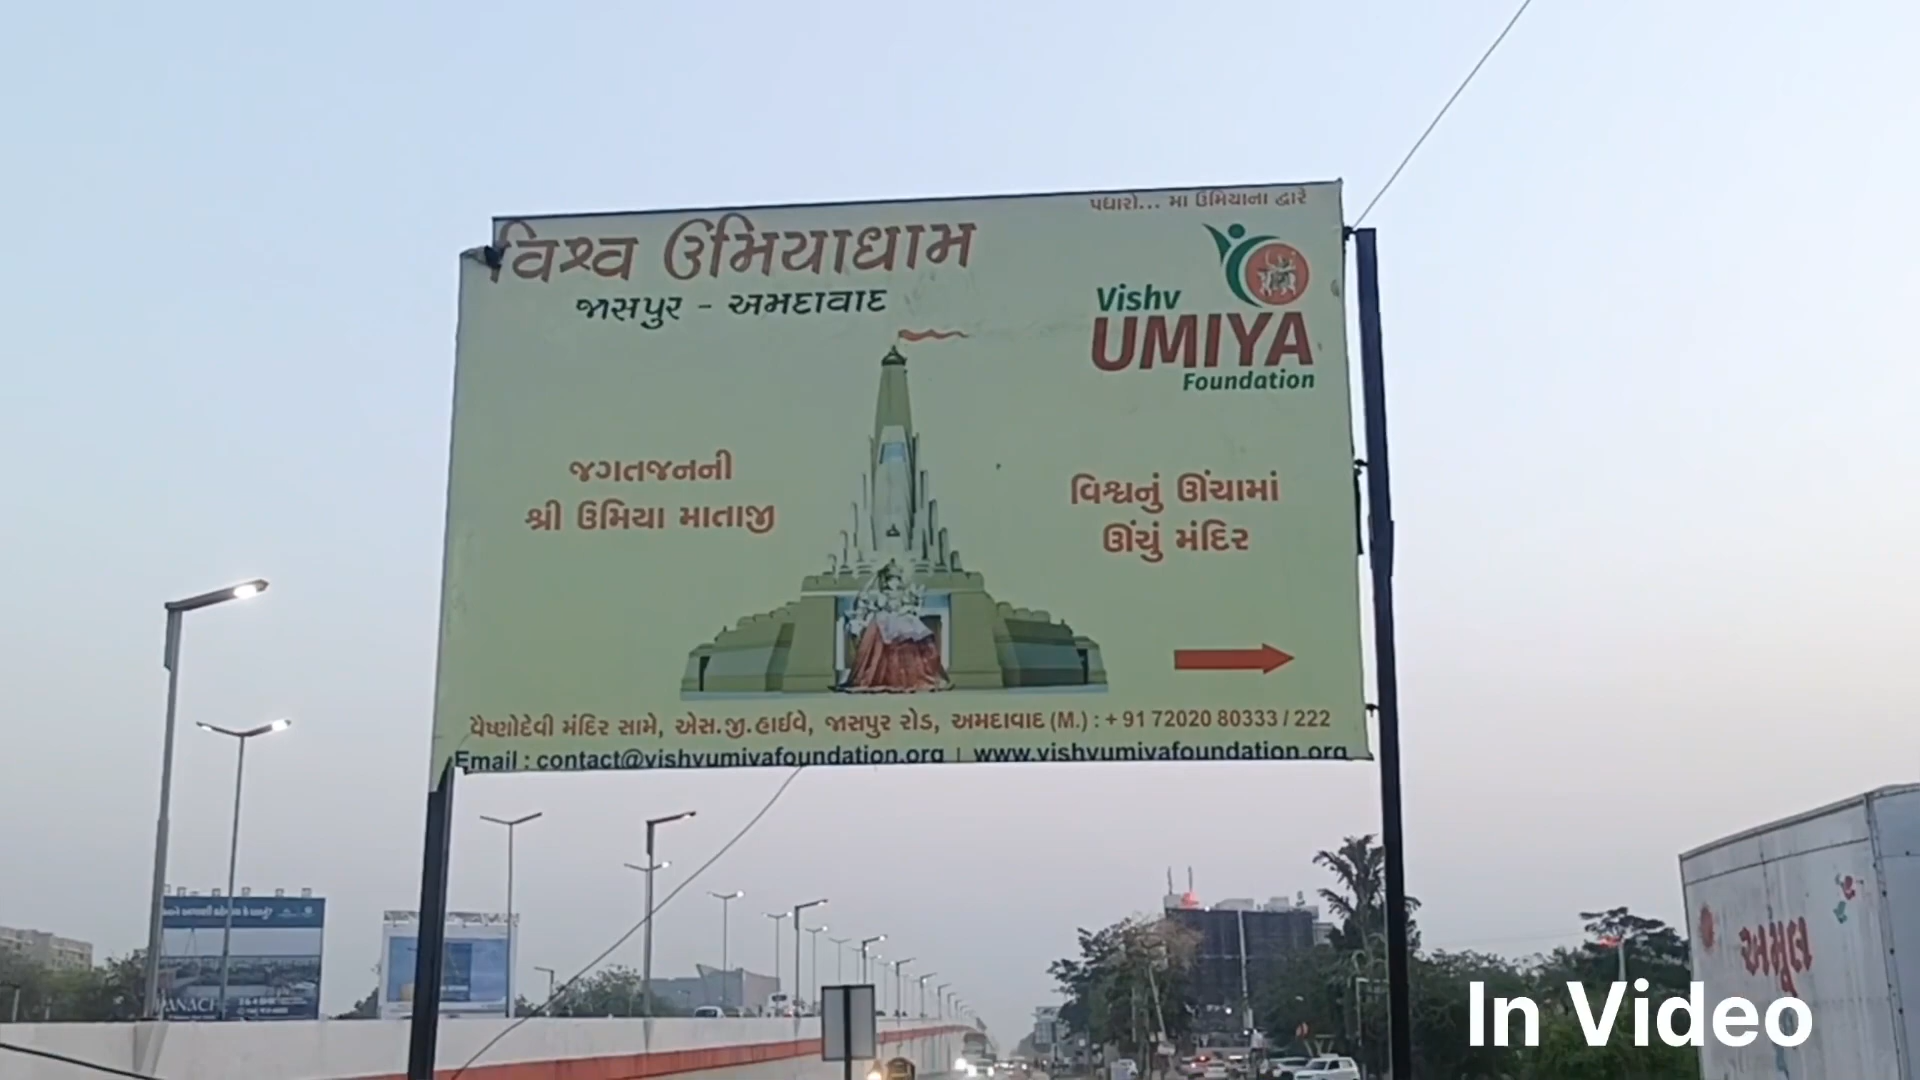 પધારો... મા ઉમિયાના દ્વારે
વિશ્વ ઉમિયાધામ
જાસપુર - અમદાવાદ
Vishv
UMIYA
Foundation
જગતજનની
શ્રી ઉમિયા માતાજી
વિશ્વનું ઊંચામાં
ઊંચું મંદિર
વૈષ્ણોદેવી મંદિર સામે, એસ.જી.હાઈવે, જાસપુર રોડ, અમદાવાદ (M.) : + 91 72020 80333 / 222
Email : contact@vishvumiyafoundation.org | www.vishvumiyafoundation.org
અમૂલ
In Video